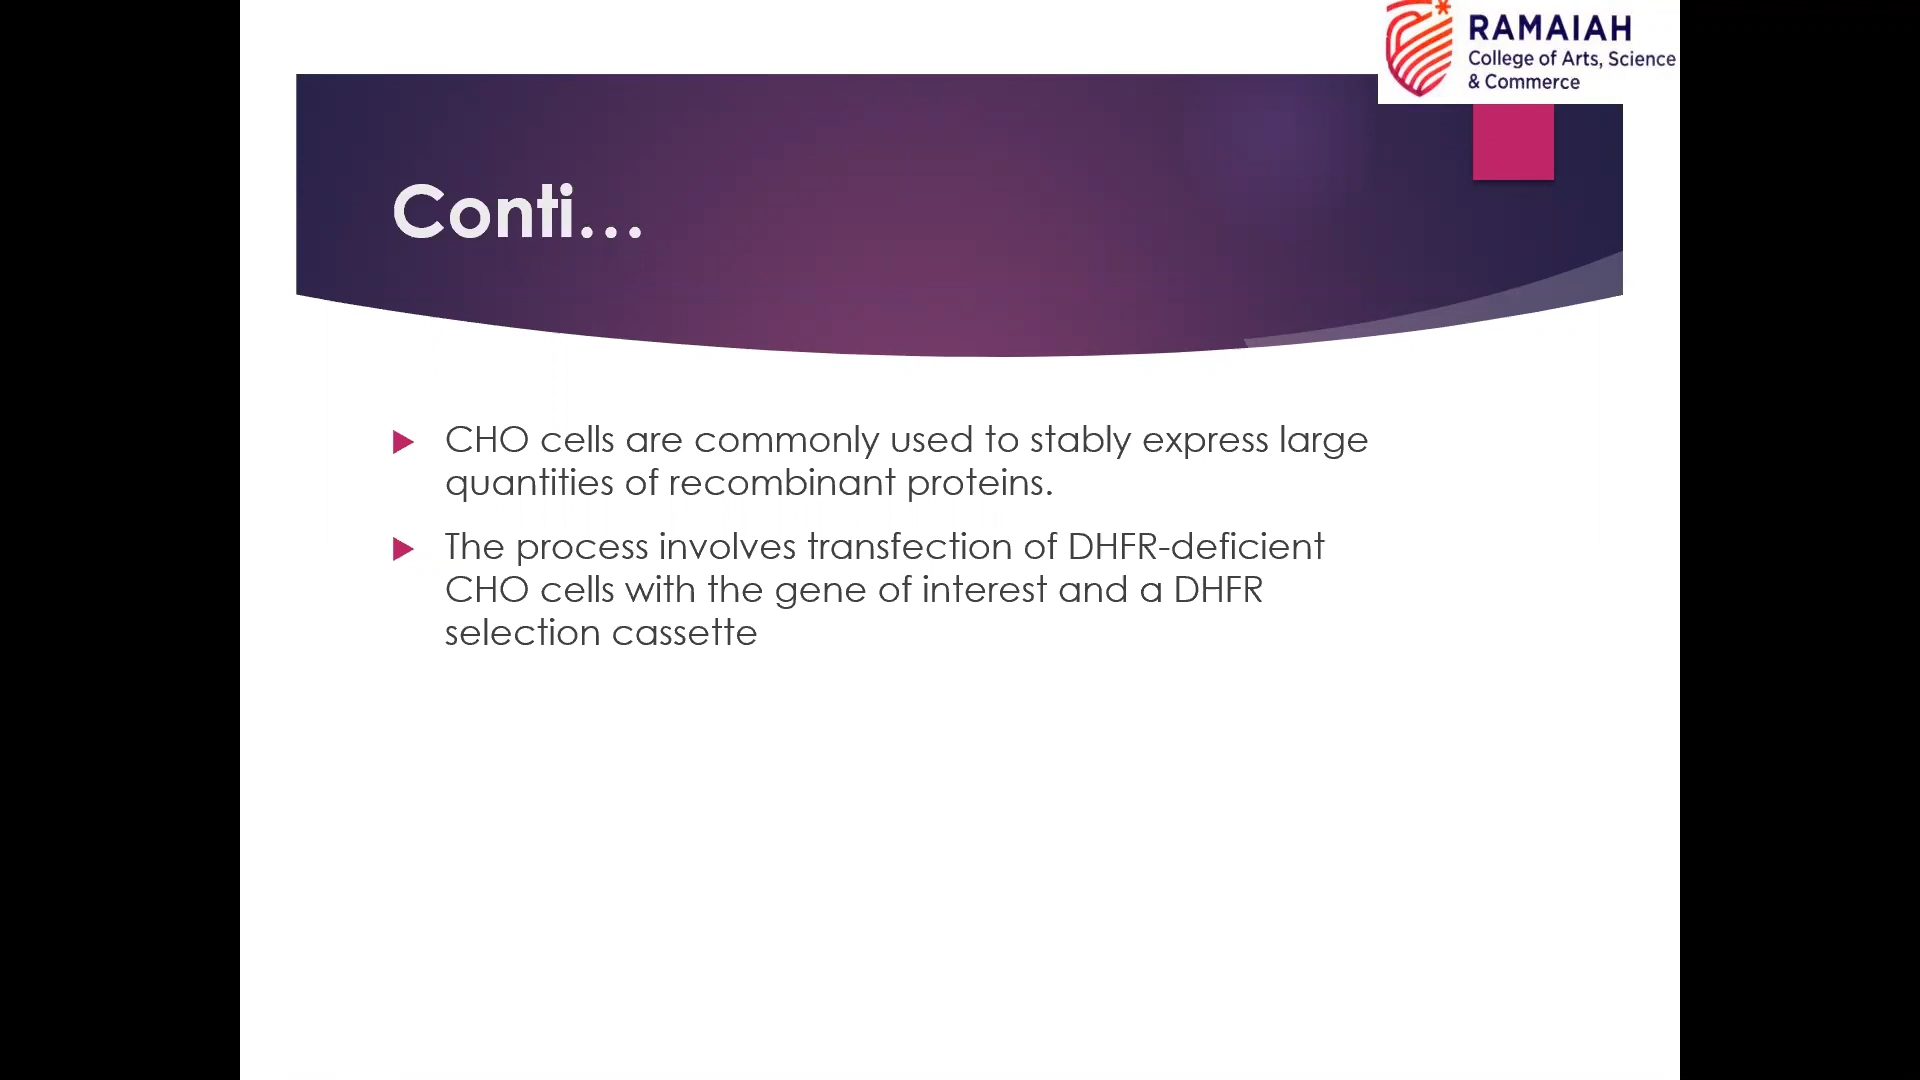 RAMAIAH
College of Arts, Science
& Commerce
Conti...
CHO cells are commonly used to stably express large
quantities of recombinant proteins.
The process involves transfection of DHFR-deficient
CHO cells with the gene of interest and a DHFR
selection cassette